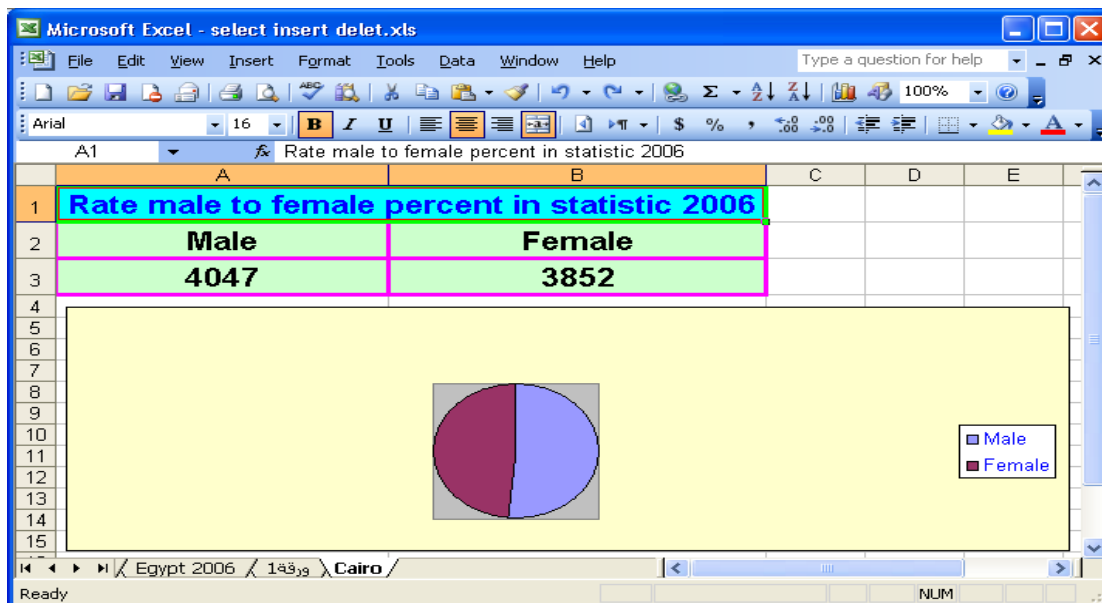 Microsoft Excel - select insert delet.xls
File Edit View Insert Format Tools Data Window Help Type a question for help
100%
Arial 16 B I U $ % ,
A1 fx Rate male to female percent in statistic 2006
A B C D E
1 Rate male to female percent in statistic 2006
2 Male Female
3 4047 3852
4
5
6
7
8
9
10 Male
11 Female
12
13
14
15
Egypt 2006 ورقة1 Cairo
Ready NUM